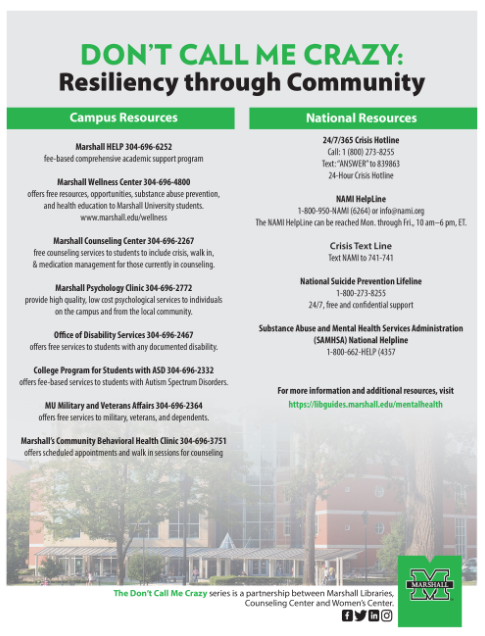 DON'T CALL ME CRAZY:
Resiliency through Community
Campus Resources
Marshall HELP 304-696-6252
fee-based comprehensive academic support program
Marshall Wellness Center 304-696-4800
offers free resources, opportunities, substance abuse prevention,
and health education to Marshall University students.
www.marshall.edu/wellness
Marshall Counseling Center 304-696-2267
free counseling services to students to include crisis, walk in,
& medication management for those currently in counseling.
Marshall Psychology Clinic 304-696-2772
provide high quality, low cost psychological services to individuals
on the campus and from the local community.
Office of Disability Services 304-696-2467
offers free services to students with any documented disability.
College Program for Students with ASD 304-696-2332
offers fee-based services to students with Autism Spectrum Disorders.
MU Military and Veterans Affairs 304-696-2364
offers free services to military, veterans, and dependents.
Marshall's Community Behavioral Health Clinic 304-696-3751
offers scheduled appointments and walk in sessions for counseling
National Resources
24/7/365 Crisis Hotline
Call: 1 (800) 273-8255
Text: "ANSWER" to 839863
24-Hour Crisis Hotline
NAMI HelpLine
1-800-950-NAMI (6264) or info@nami.org
The NAMI HelpLine can be reached Mon. through Fri., 10 am–6 pm, ET.
Crisis Text Line
Text NAMI to 741-741
National Suicide Prevention Lifeline
1-800-273-8255
24/7, free and confidential support
Substance Abuse and Mental Health Services Administration
(SAMHSA) National Helpline
1-800-662-HELP (4357
For more information and additional resources, visit
https://libguides.marshall.edu/mentalhealth
The Don't Call Me Crazy series is a partnership between Marshall Libraries,
Counseling Center and Women's Center.
MARSHALL